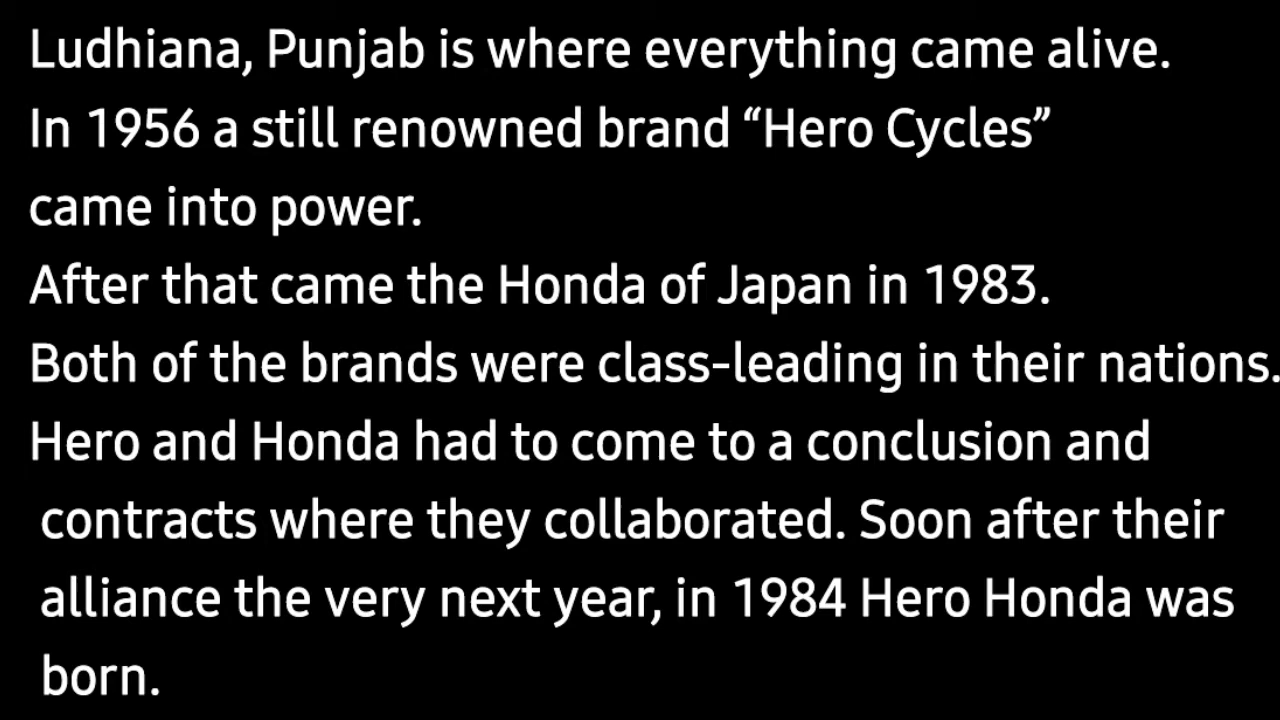 Ludhiana, Punjab is where everything came alive.
In 1956 a still renowned brand “Hero Cycles”
came into power.
After that came the Honda of Japan in 1983.
Both of the brands were class-leading in their nations.
Hero and Honda had to come to a conclusion and
contracts where they collaborated. Soon after their
alliance the very next year, in 1984 Hero Honda was
born.